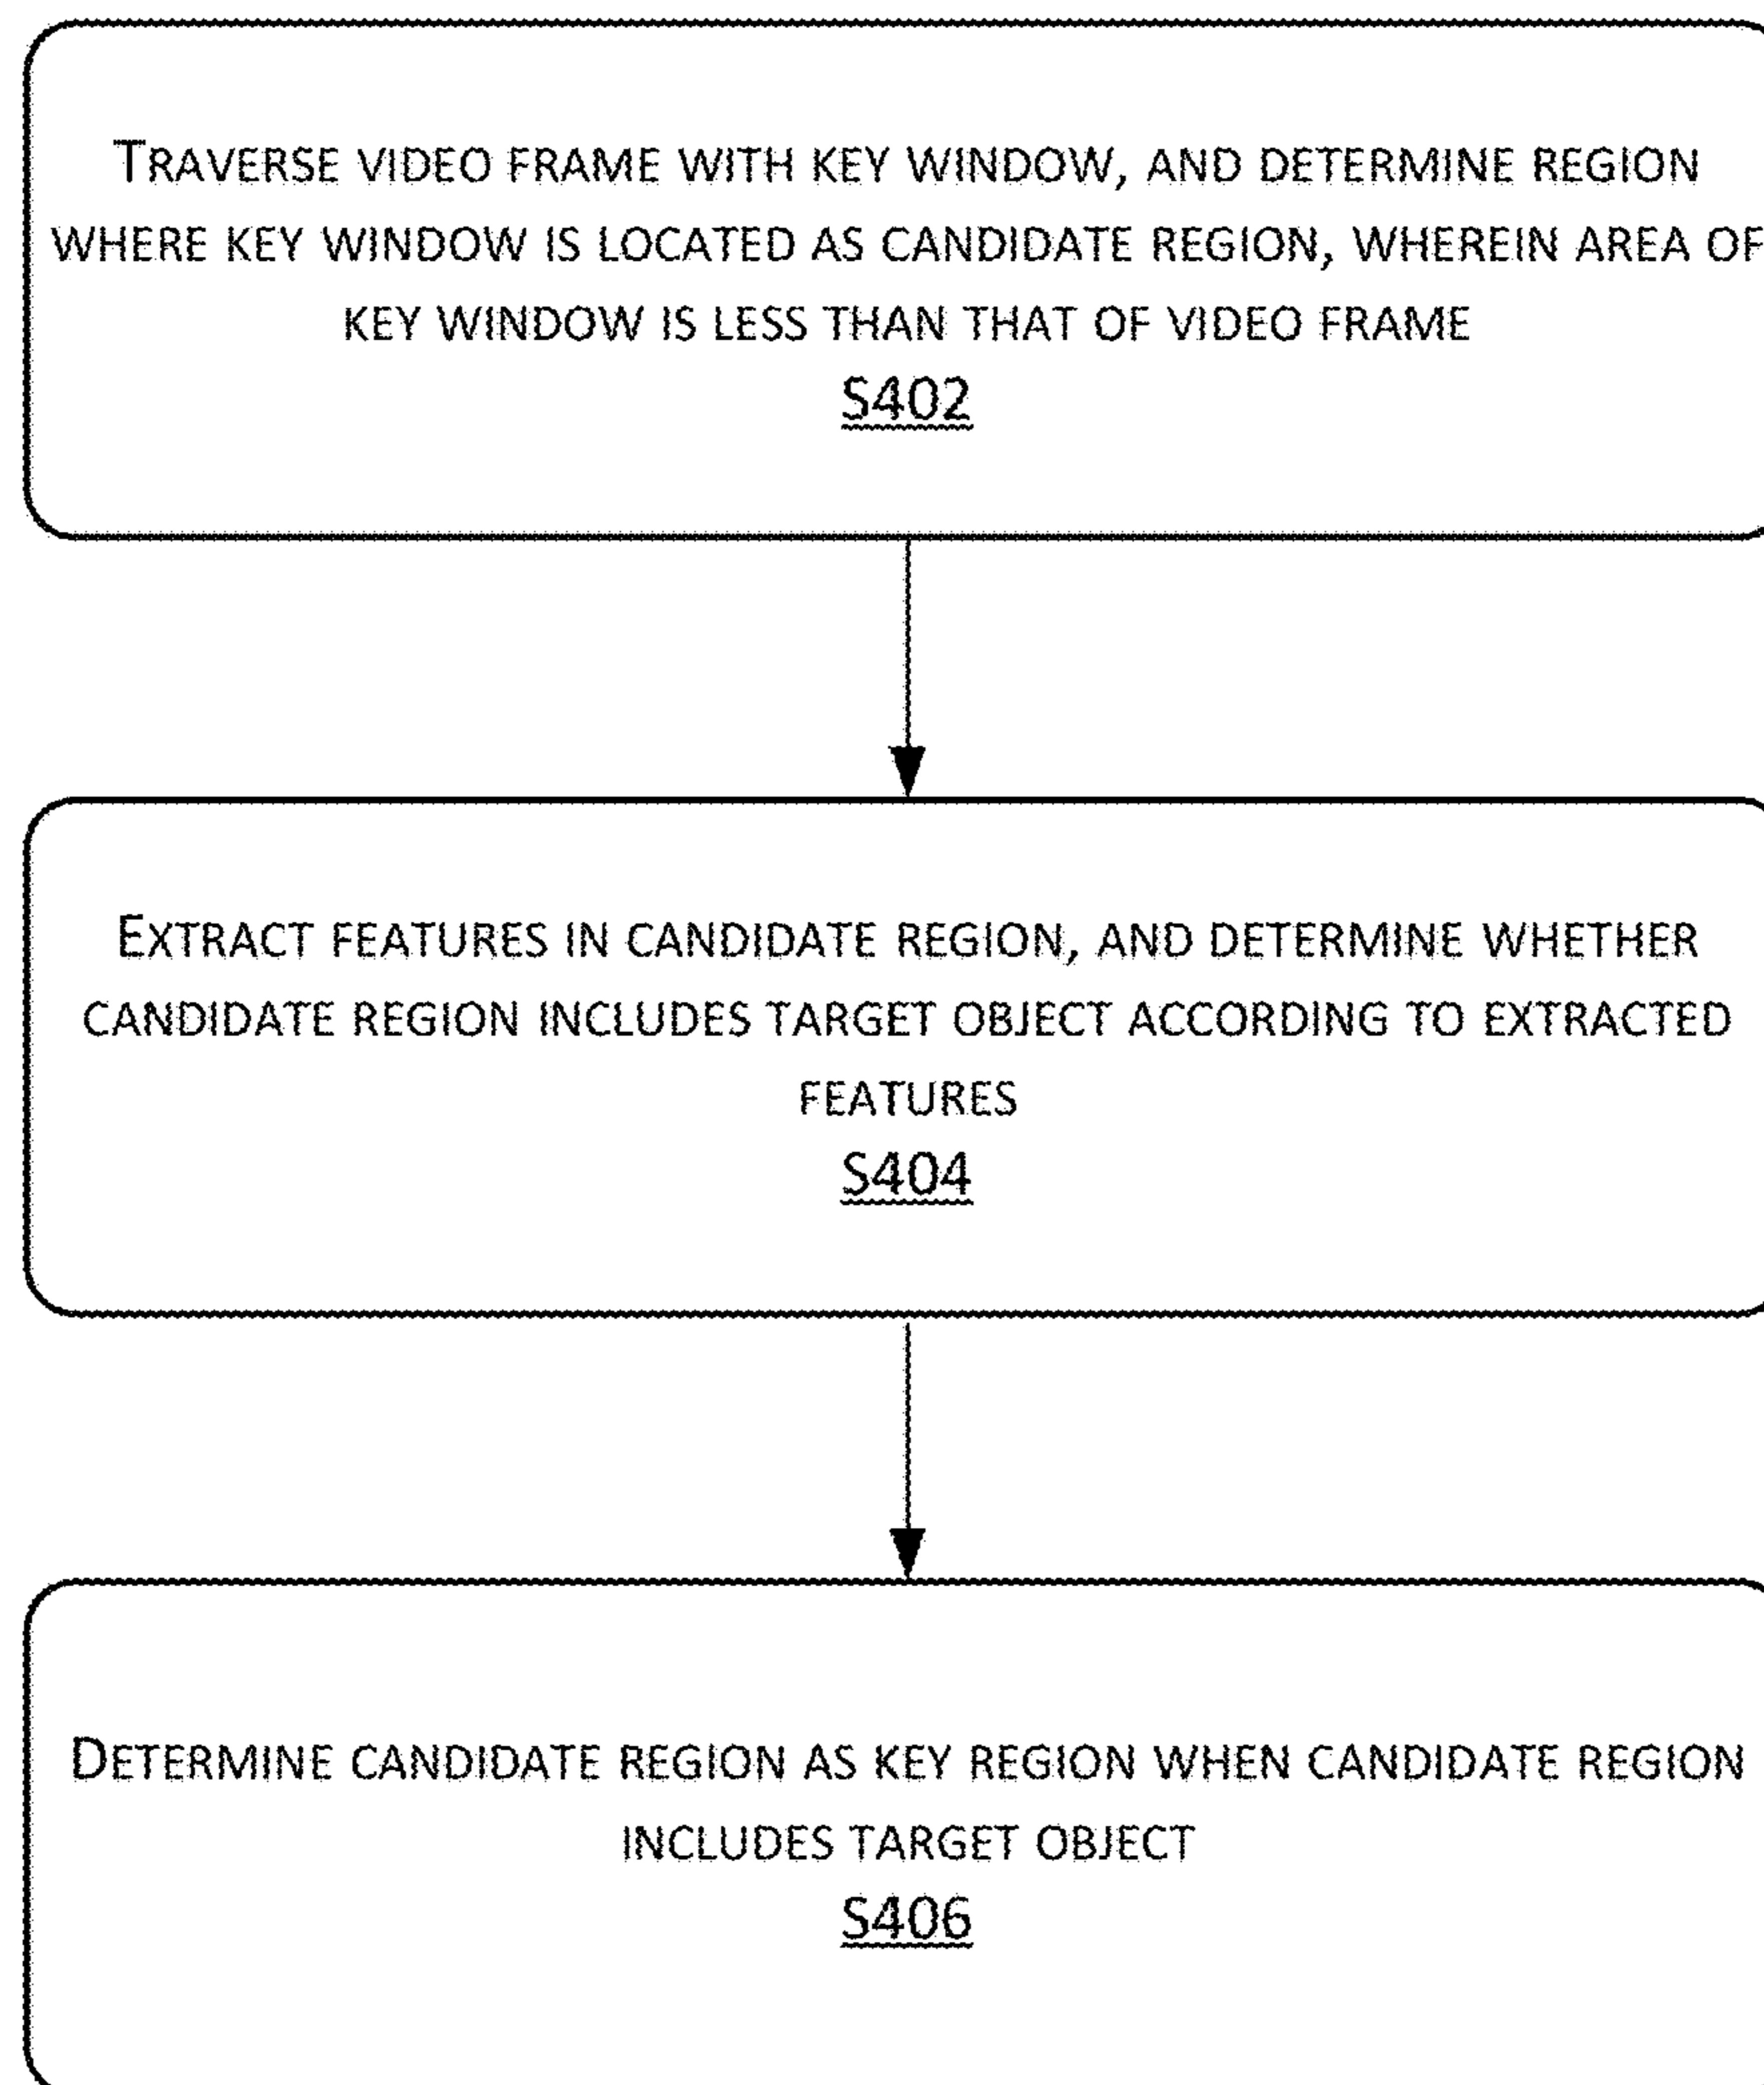 TRAVERSE VIDEO FRAME WITH KEY WINDOW, AND DETERMINE REGION
WHERE KEY WINDOW IS LOCATED AS CANDIDATE REGION, WHEREIN AREA OF
KEY WINDOW IS LESS THAN THAT OF VIDEO FRAME
S402
EXTRACT FEATURES IN CANDIDATE REGION, AND DETERMINE WHETHER
CANDIDATE REGION INCLUDES TARGET OBJECT ACCORDING TO EXTRACTED
FEATURES
S404
DETERMINE CANDIDATE REGION AS KEY REGION WHEN CANDIDATE REGION
INCLUDES TARGET OBJECT
S406